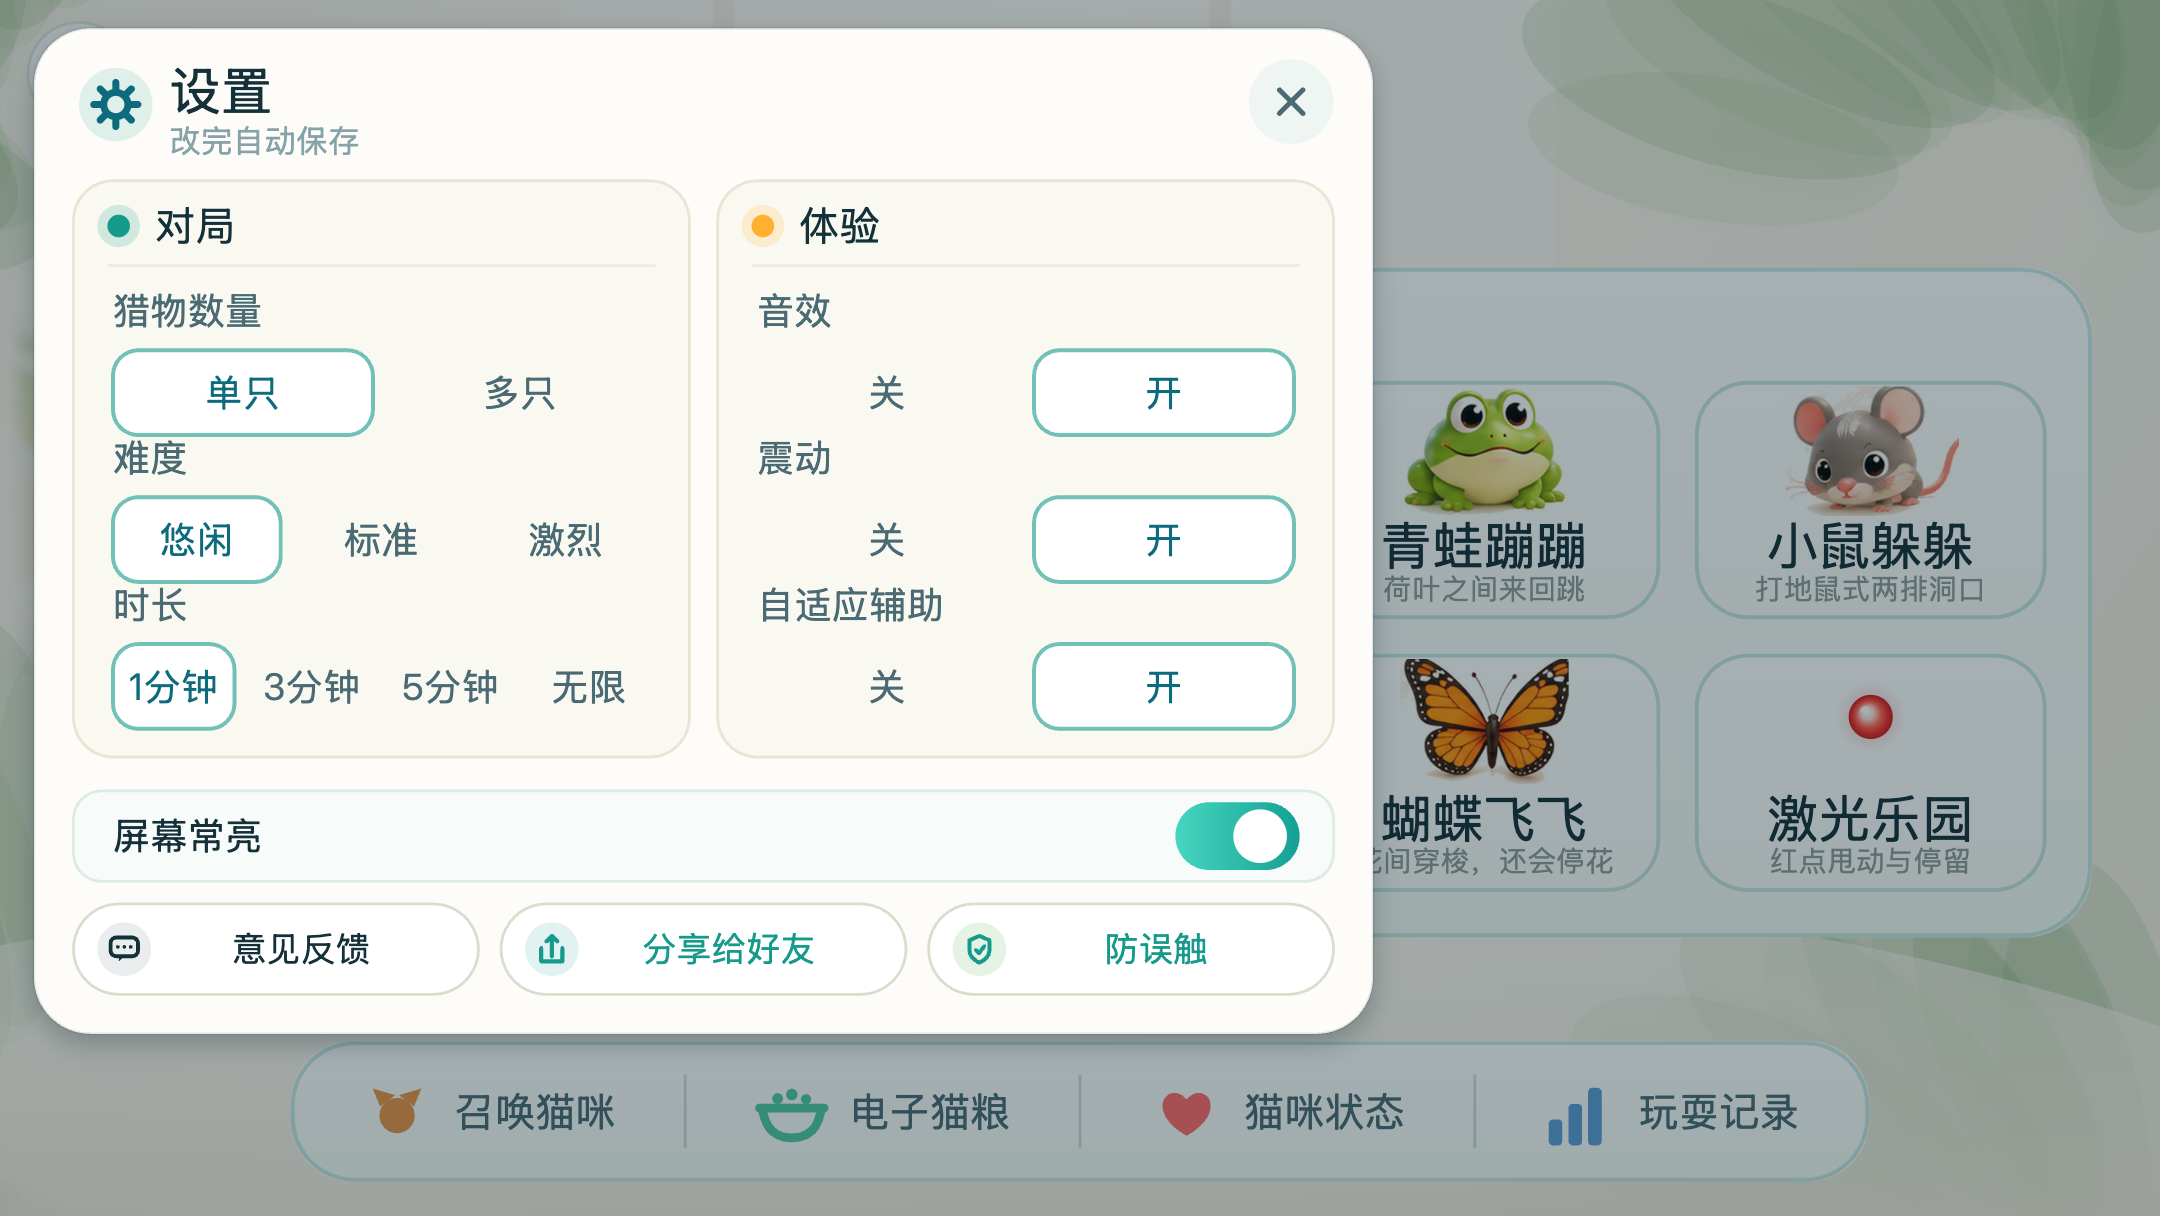 设置
改完自动保存
对局
猎物数量
单只 多只
难度
悠闲 标准 激烈
时长
1分钟 3分钟 5分钟 无限
体验
音效
关 开
震动
关 开
自适应辅助
关 开
屏幕常亮
意见反馈 分享给好友 防误触
青蛙蹦蹦
荷叶之间来回跳
小鼠躲躲
打地鼠式两排洞口
蝴蝶飞飞
花间穿梭，还会停花
激光乐园
红点甩动与停留
召唤猫咪 电子猫粮 猫咪状态 玩耍记录